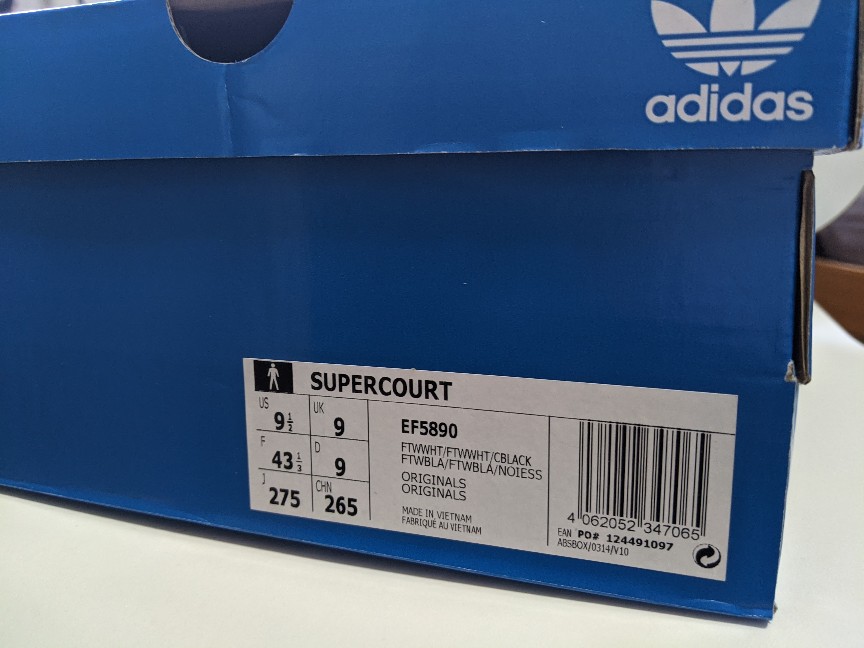 adidas
SUPERCOURT
US
9½
UK
9
F
43⅓
D
9
J
275
CHN
265
EF5890
FTWWHT/FTWWHT/CBLACK
FTWBLA/FTWBLA/NOIESS
ORIGINALS
ORIGINALS
MADE IN VIETNAM
FABRIQUÉ AU VIETNAM
4 062052 347065
EAN PO# 124491097
ABSBOX/0314/V10